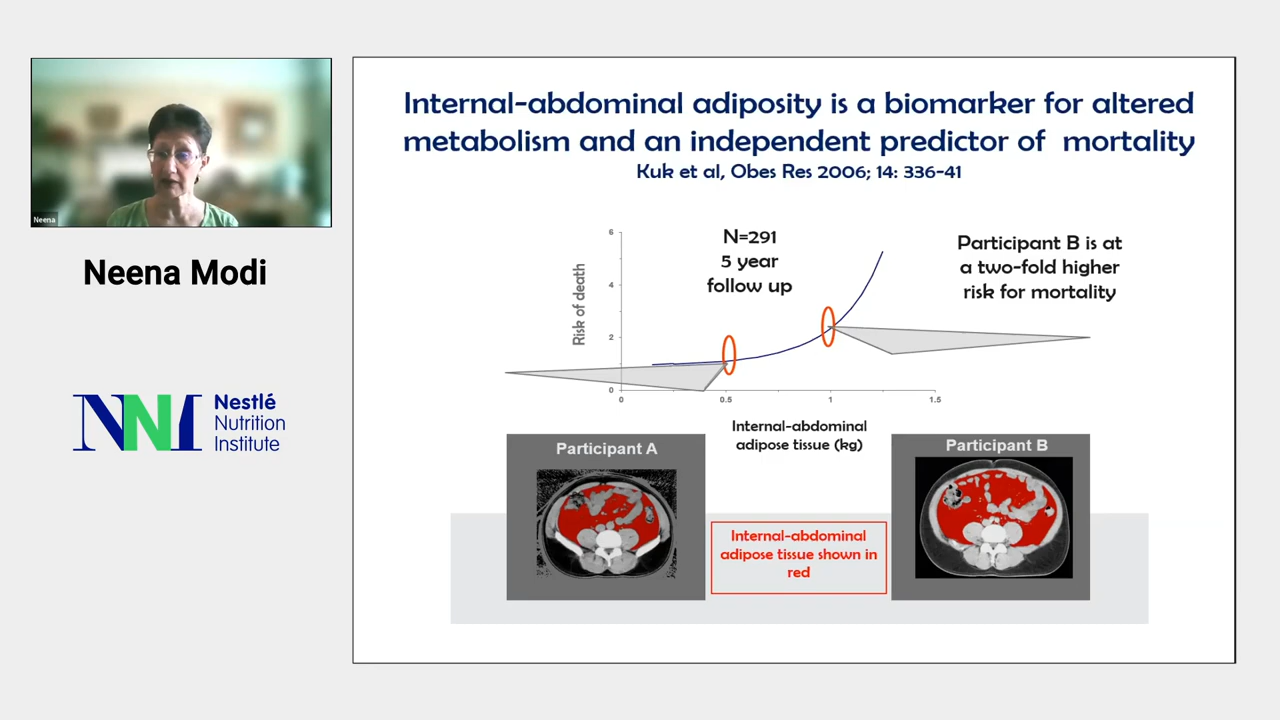 Internal-abdominal adiposity is a biomarker for altered
metabolism and an independent predictor of mortality
Kuk et al, Obes Res 2006; 14: 336-41
Neena
Neena Modi
NNI
Nestlé
Nutrition
Institute
Risk of death
6
4
2
0
0
0.5
1
1.5
N=291
5 year
follow up
Participant B is at
a two-fold higher
risk for mortality
Internal-abdominal
adipose tissue (kg)
Participant A
Participant B
Internal-abdominal
adipose tissue shown in
red